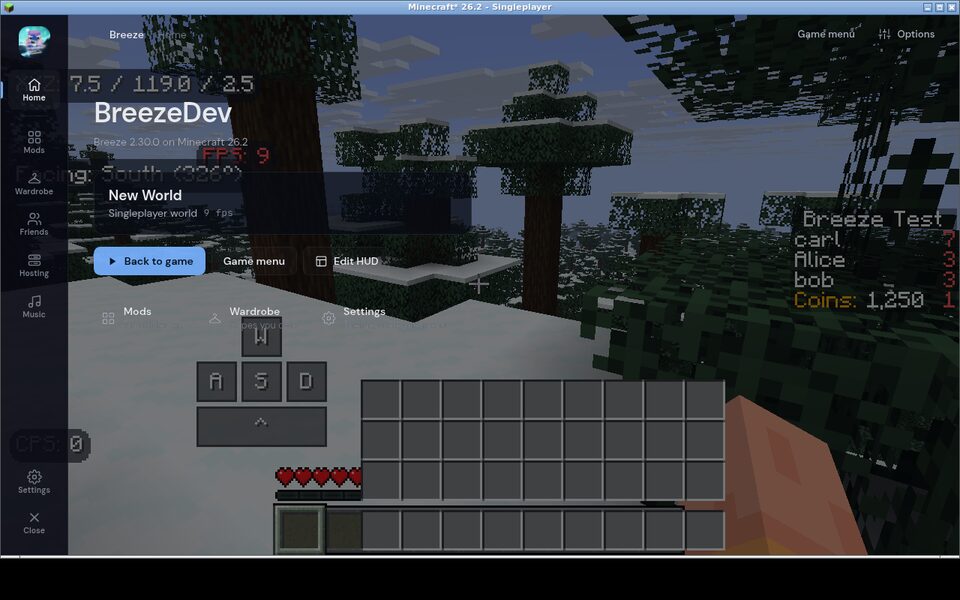 Minecraft* 26.2 - Singleplayer
Breeze Home
Game menu
Options
7.5 / 119.0 / 2.5
Home
BreezeDev
Breeze 2.30.0 on Minecraft 26.2
FPS: 9
Mods
Facing: South (326°)
Wardrobe
New World
Singleplayer world 9 fps
Breeze Test
carl 7
Alice 3
bob 3
Coins: 1,250 1
Friends
Back to game
Game menu
Edit HUD
Hosting
Music
Mods
Wardrobe
Settings
W
A S D
^
CPS: 0
Settings
Close